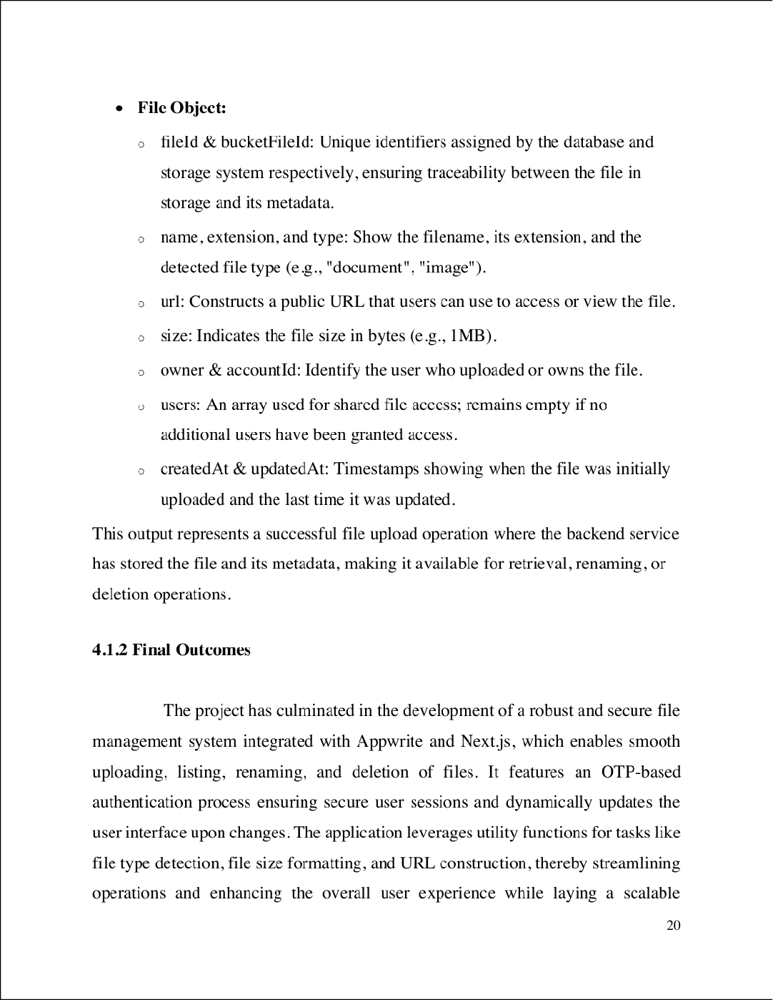 • File Object:
o fileId & bucketFileId: Unique identifiers assigned by the database and
storage system respectively, ensuring traceability between the file in
storage and its metadata.
o name, extension, and type: Show the filename, its extension, and the
detected file type (e.g., "document", "image").
o url: Constructs a public URL that users can use to access or view the file.
o size: Indicates the file size in bytes (e.g., 1MB).
o owner & accountId: Identify the user who uploaded or owns the file.
o users: An array used for shared file access; remains empty if no
additional users have been granted access.
o createdAt & updatedAt: Timestamps showing when the file was initially
uploaded and the last time it was updated.
This output represents a successful file upload operation where the backend service
has stored the file and its metadata, making it available for retrieval, renaming, or
deletion operations.
4.1.2 Final Outcomes
The project has culminated in the development of a robust and secure file
management system integrated with Appwrite and Next.js, which enables smooth
uploading, listing, renaming, and deletion of files. It features an OTP-based
authentication process ensuring secure user sessions and dynamically updates the
user interface upon changes. The application leverages utility functions for tasks like
file type detection, file size formatting, and URL construction, thereby streamlining
operations and enhancing the overall user experience while laying a scalable
20